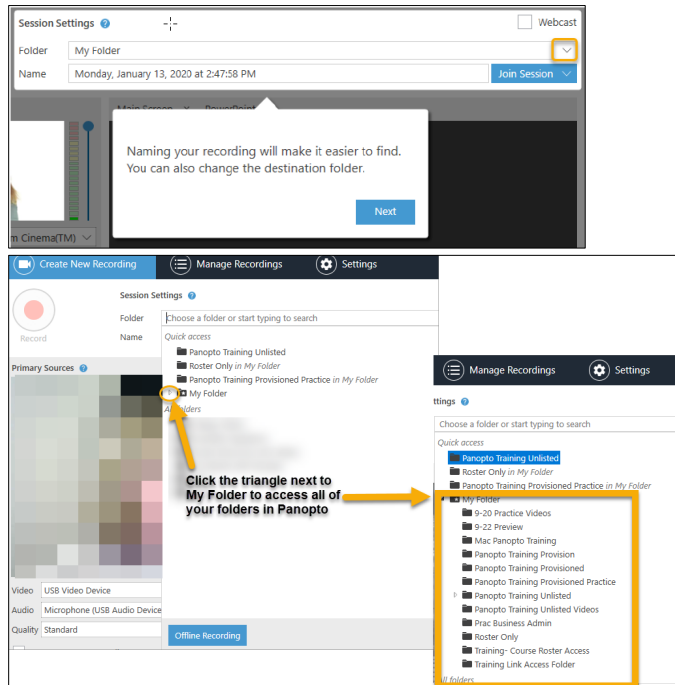 Session Settings ?
Webcast
Folder My Folder
Name Monday, January 13, 2020 at 2:47:58 PM Join Session
Main Screen × PowerPoint
Naming your recording will make it easier to find.
You can also change the destination folder.
Next
m Cinema(TM)
Create New Recording Manage Recordings Settings
Session Settings ?
Folder Choose a folder or start typing to search
Record Name Quick access
Panopto Training Unlisted
Roster Only in My Folder
Primary Sources ? Panopto Training Provisioned Practice in My Folder
My Folder
All folders
Click the triangle next to
My Folder to access all of
your folders in Panopto
Video USB Video Device
Audio Microphone (USB Audio Device
Quality Standard
Offline Recording
Manage Recordings Settings
ttings ?
Choose a folder or start typing to search
Quick access
Panopto Training Unlisted
Roster Only in My Folder
Panopto Training Provisioned Practice in My Folder
My Folder
9-20 Practice Videos
9-22 Preview
Mac Panopto Training
Panopto Training Provision
Panopto Training Provisioned
Panopto Training Provisioned Practice
Panopto Training Unlisted
Panopto Training Unlisted Videos
Prac Business Admin
Roster Only
Training- Course Roster Access
Training Link Access Folder
All folders